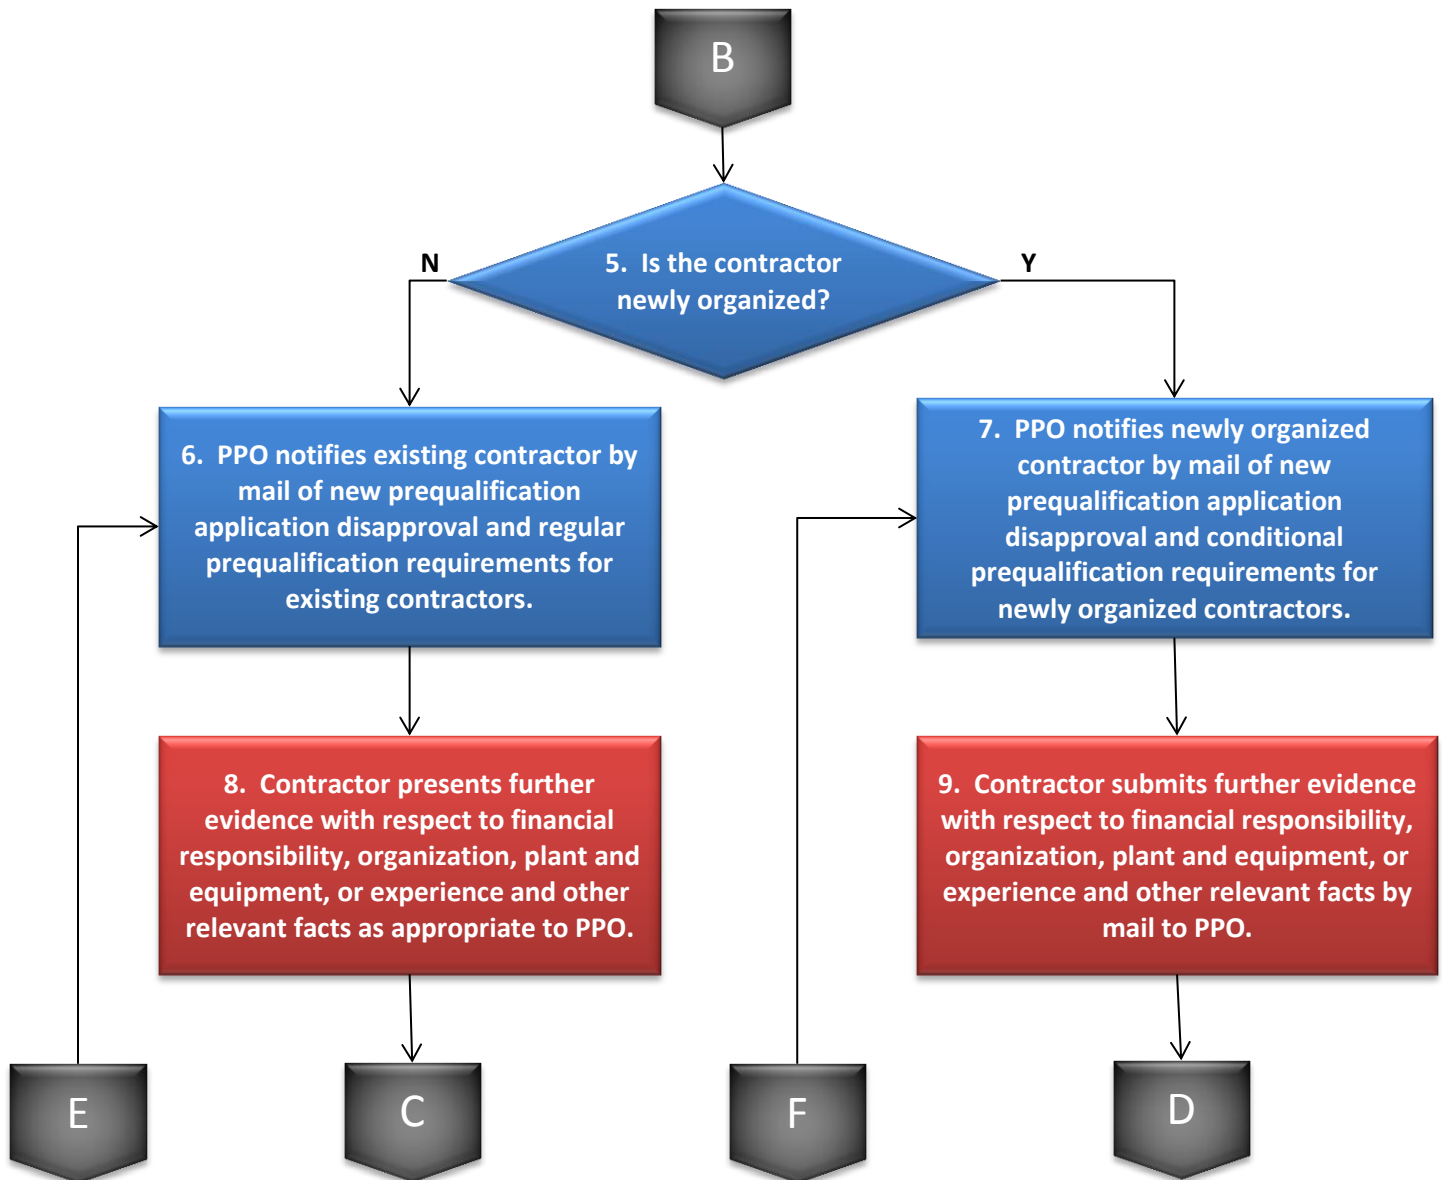 B
5. Is the contractor
newly organized?
N
Y
6. PPO notifies existing contractor by
mail of new prequalification
application disapproval and regular
prequalification requirements for
existing contractors.
7. PPO notifies newly organized
contractor by mail of new
prequalification application
disapproval and conditional
prequalification requirements for
newly organized contractors.
8. Contractor presents further
evidence with respect to financial
responsibility, organization, plant and
equipment, or experience and other
relevant facts as appropriate to PPO.
9. Contractor submits further evidence
with respect to financial responsibility,
organization, plant and equipment, or
experience and other relevant facts by
mail to PPO.
E
C
F
D